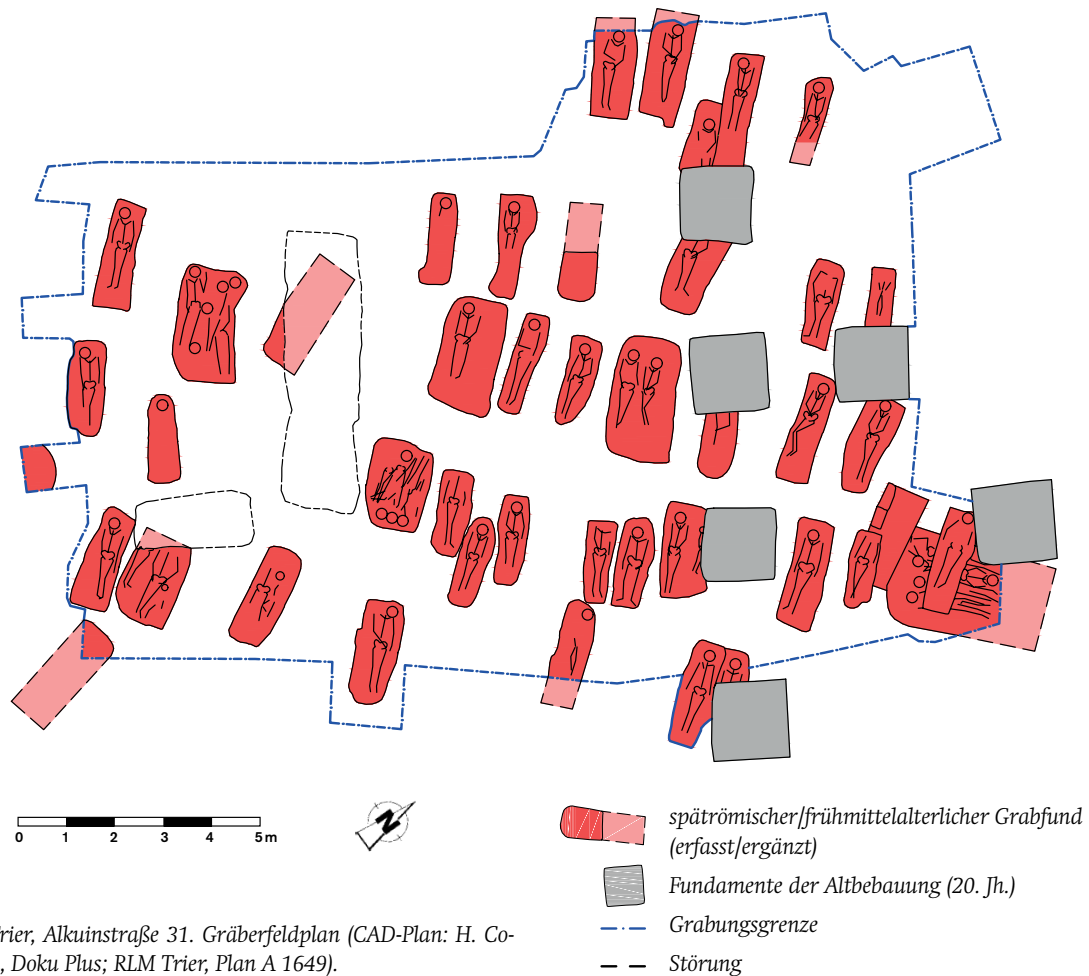 0 1 2 3 4 5 m
N
spätrömischer/frühmittelalterlicher Grabfund
(erfasst/ergänzt)
Fundamente der Altbebauung (20. Jh.)
Grabungsgrenze
Störung
rier, Alkuinstraße 31. Gräberfeldplan (CAD-Plan: H. Co-
, Doku Plus; RLM Trier, Plan A 1649).